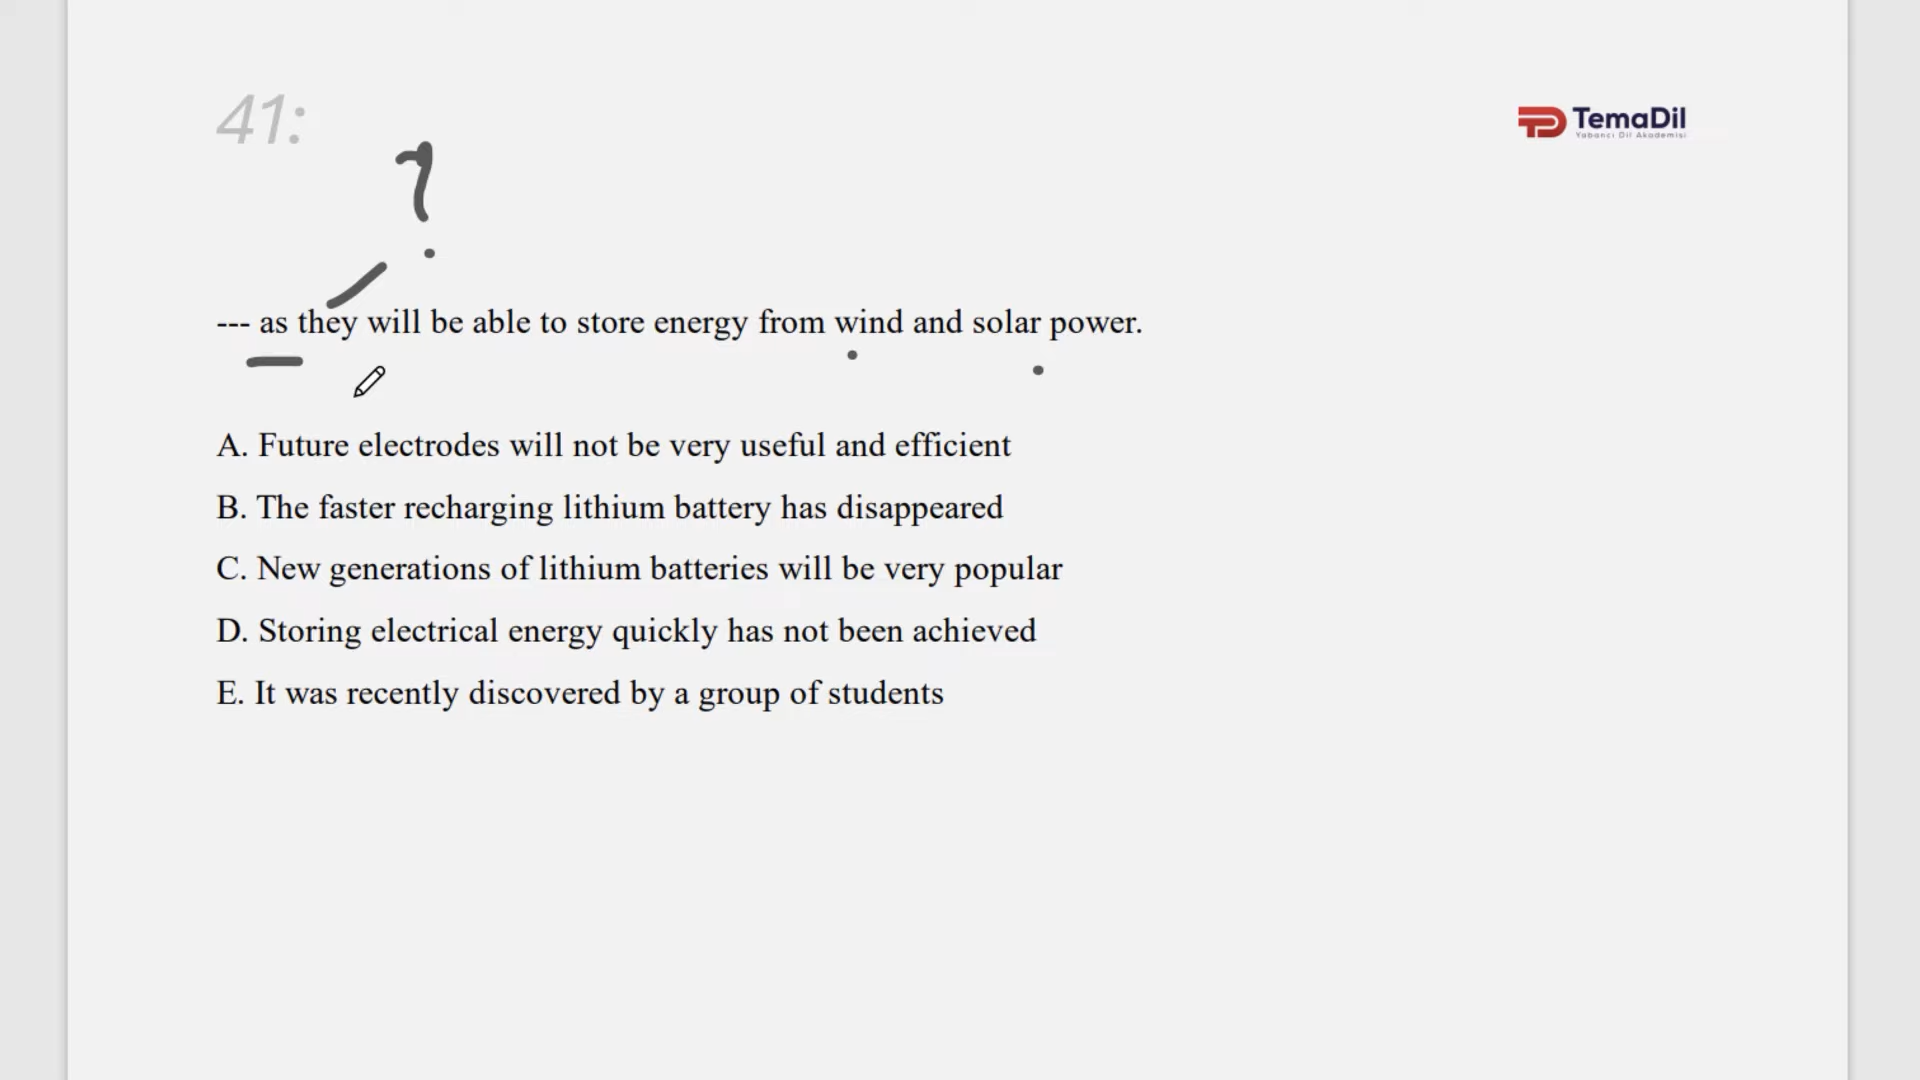 41:
TemaDil
Yabancı Dil Akademisi
?
--- as they will be able to store energy from wind and solar power.
A. Future electrodes will not be very useful and efficient
B. The faster recharging lithium battery has disappeared
C. New generations of lithium batteries will be very popular
D. Storing electrical energy quickly has not been achieved
E. It was recently discovered by a group of students